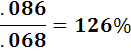 .086
.068
= 126%